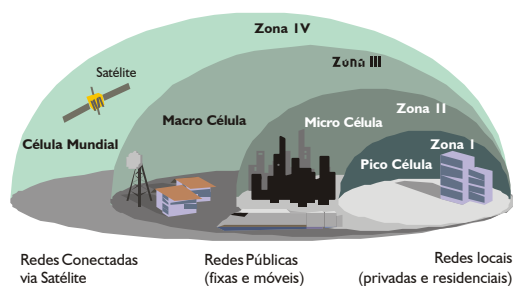 Zona IV
Zona III
Satélite
Zona II
Macro Célula
Micro Célula
Célula Mundial
Zona I
Pico Célula
Redes Conectadas
via Satélite
Redes Públicas
(fixas e móveis)
Redes locais
(privadas e residenciais)